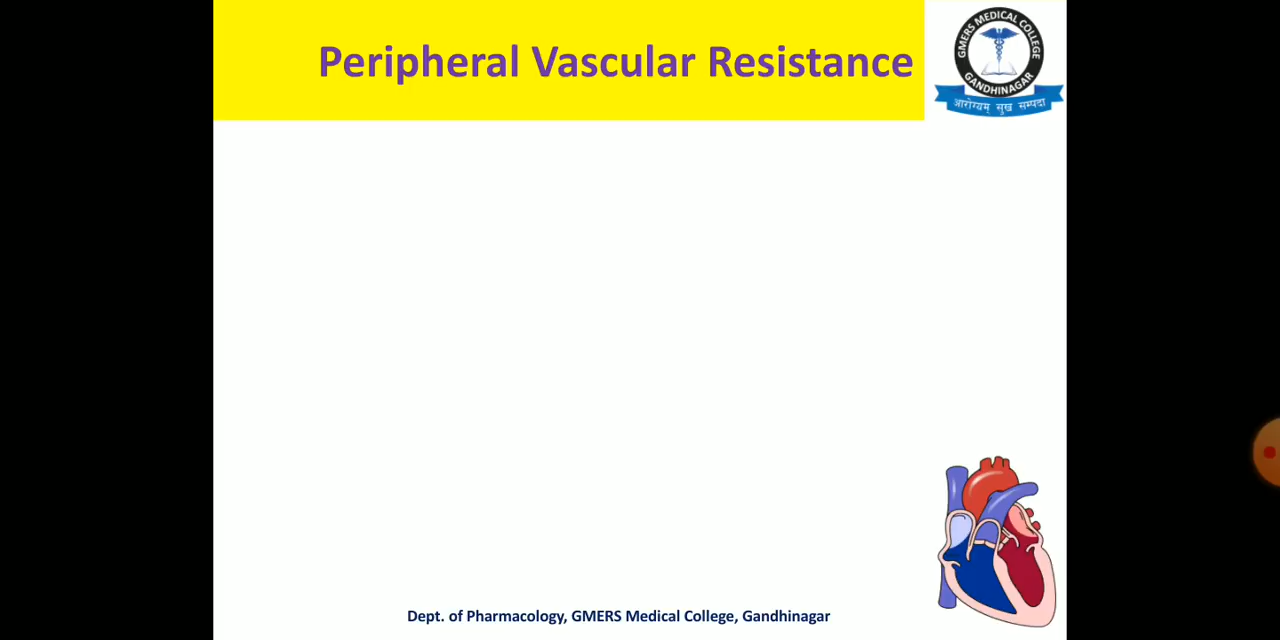 Peripheral Vascular Resistance
GMERS MEDICAL COLLEGE
GANDHINAGAR
आरोग्यम् सुख सम्पदा
Dept. of Pharmacology, GMERS Medical College, Gandhinagar